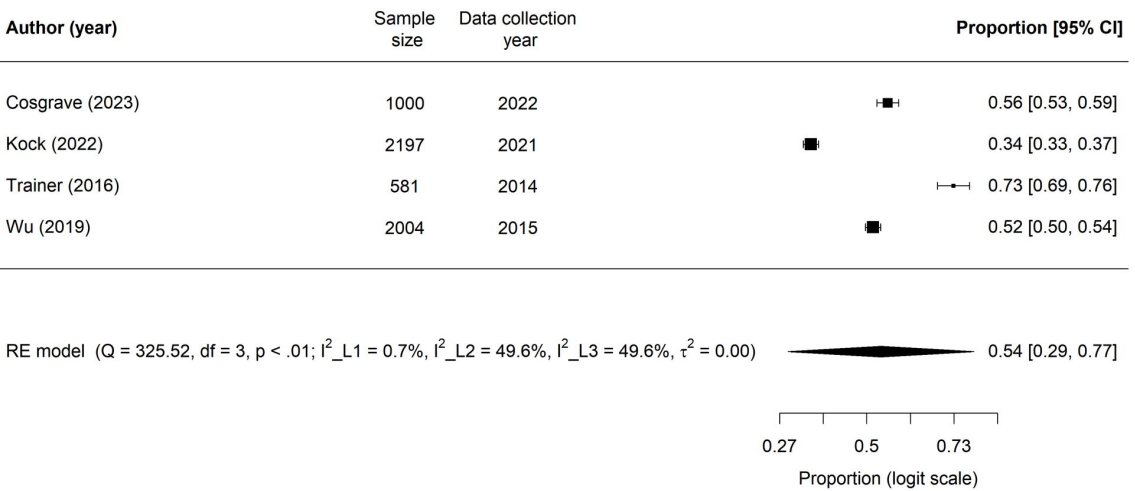 Author (year) Sample size Data collection year Proportion [95% CI]
Cosgrave (2023) 1000 2022 0.56 [0.53, 0.59]
Kock (2022) 2197 2021 0.34 [0.33, 0.37]
Trainer (2016) 581 2014 0.73 [0.69, 0.76]
Wu (2019) 2004 2015 0.52 [0.50, 0.54]
RE model (Q = 325.52, df = 3, p < .01; I²_L1 = 0.7%, I²_L2 = 49.6%, I²_L3 = 49.6%, τ² = 0.00) 0.54 [0.29, 0.77]
0.27 0.5 0.73
Proportion (logit scale)